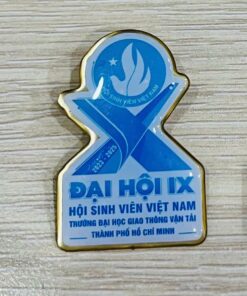 HỘI SINH VIÊN VIỆT NAM
2022 - 2025
ĐẠI HỘI IX
HỘI SINH VIÊN VIỆT NAM
TRƯỜNG ĐẠI HỌC GIAO THÔNG VẬN TẢI
THÀNH PHỐ HỒ CHÍ MINH